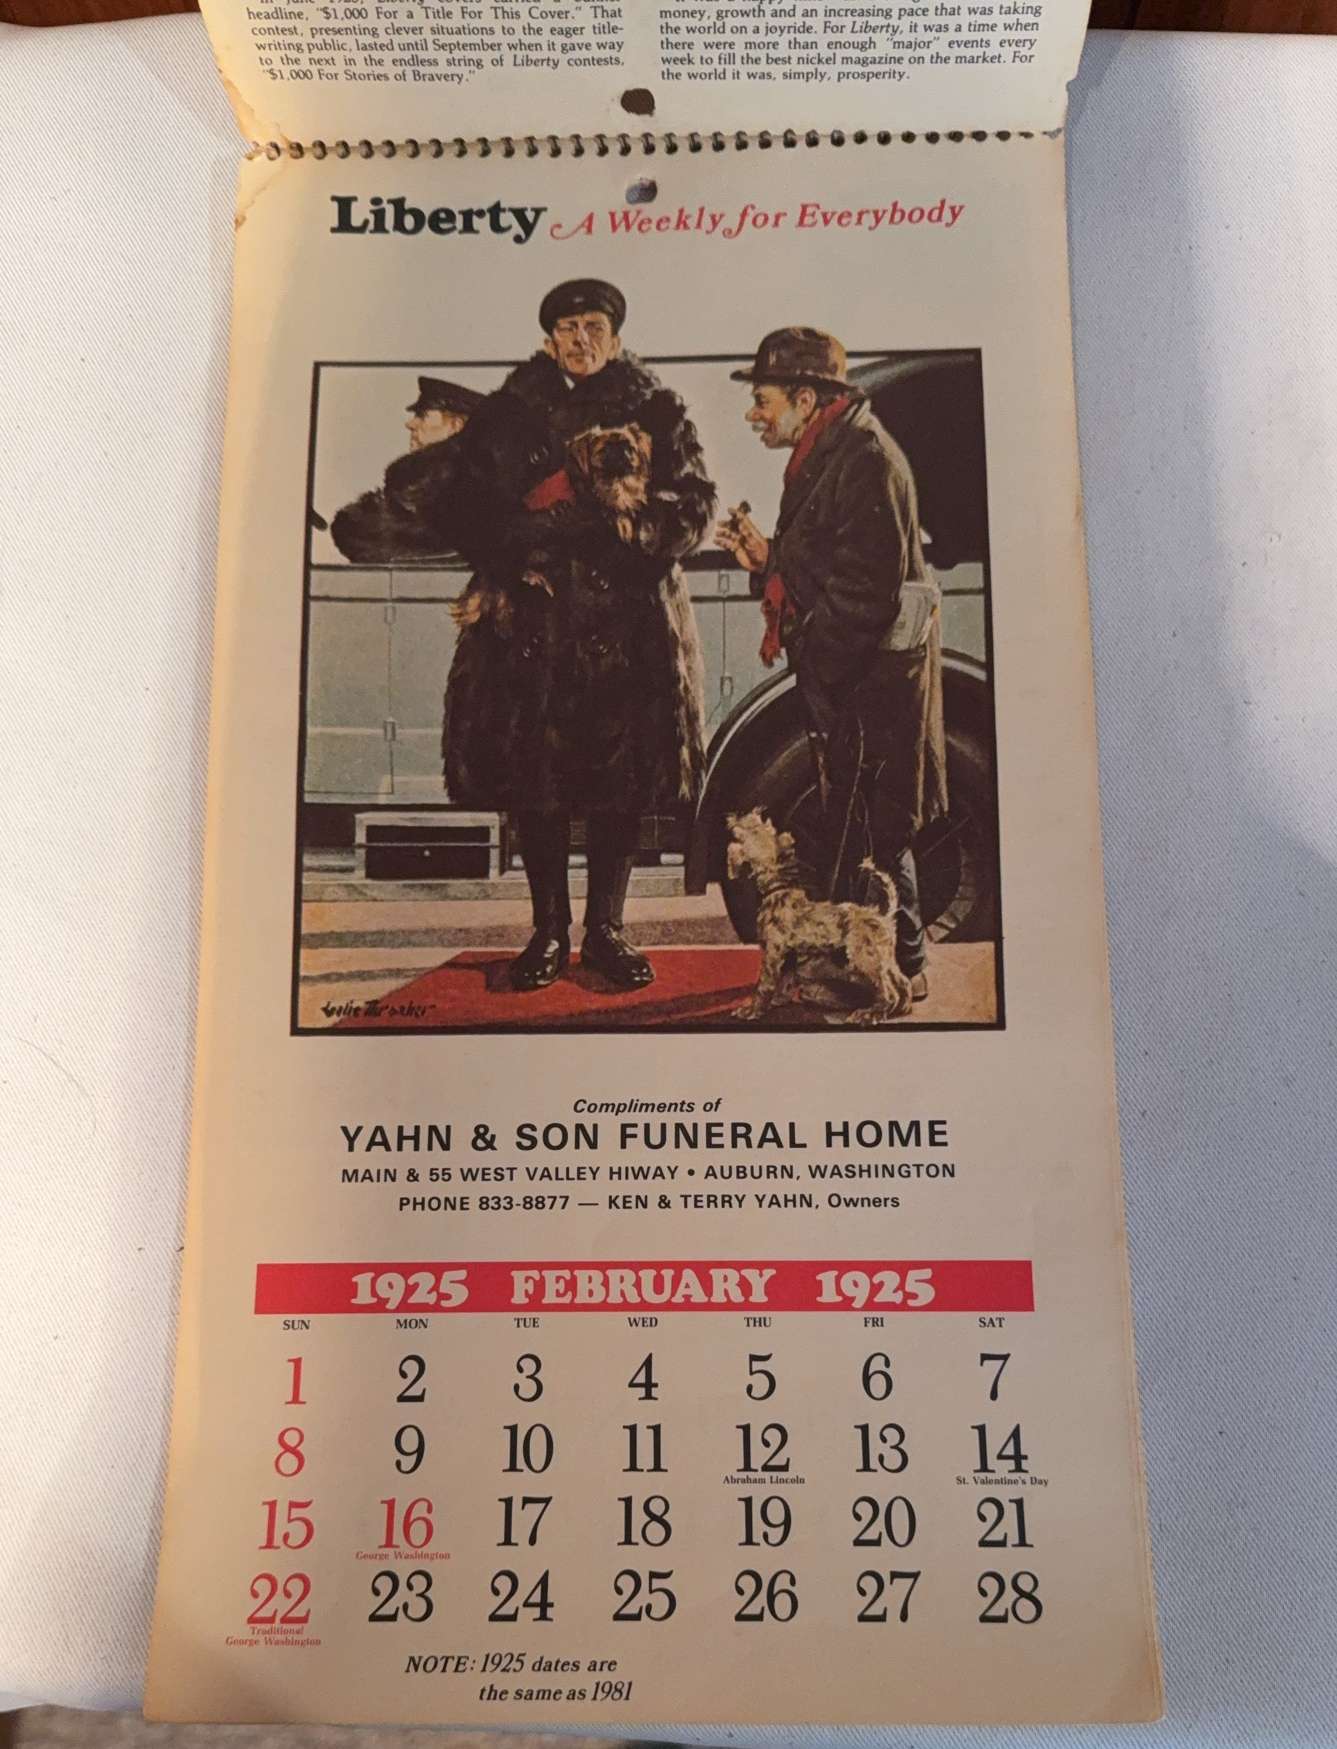 headline, "$1,000 For a Title For This Cover." That
contest, presenting clever situations to the eager title-
writing public, lasted until September when it gave way
to the next in the endless string of Liberty contests,
"$1,000 For Stories of Bravery."
money, growth and an increasing pace that was taking
the world on a joyride. For Liberty, it was a time when
there were more than enough "major" events every
week to fill the best nickel magazine on the market. For
the world it was, simply, prosperity.
Liberty A Weekly for Everybody
Leslie Thrasher
Compliments of
YAHN & SON FUNERAL HOME
MAIN & 55 WEST VALLEY HIWAY • AUBURN, WASHINGTON
PHONE 833-8877 — KEN & TERRY YAHN, Owners
1925 FEBRUARY 1925
SUN MON TUE WED THU FRI SAT
1 2 3 4 5 6 7
8 9 10 11 12 13 14
Abraham Lincoln St. Valentine's Day
15 16 17 18 19 20 21
George Washington
22 23 24 25 26 27 28
Traditional
George Washington
NOTE: 1925 dates are
the same as 1981